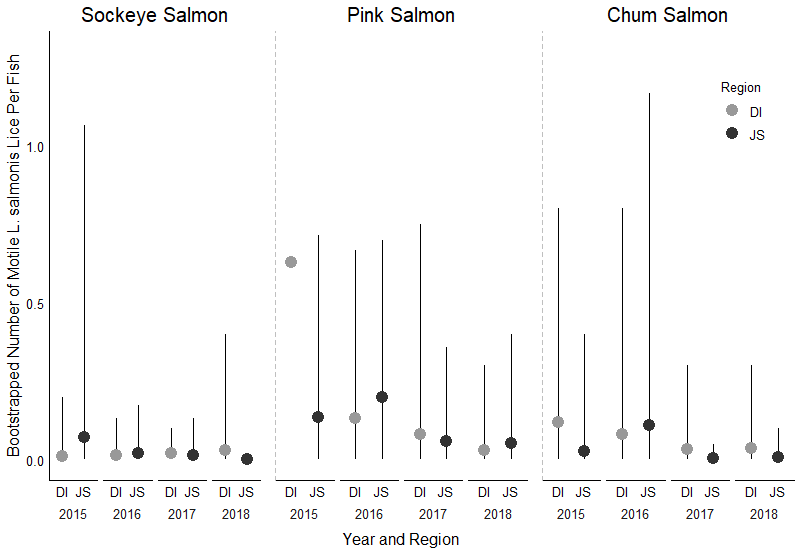 Sockeye Salmon Pink Salmon Chum Salmon
Bootstrapped Number of Motile L. salmonis Lice Per Fish
Region
DI
JS
1.0
0.5
0.0
DI JS DI JS DI JS DI JS DI JS DI JS DI JS DI JS DI JS DI JS DI JS DI JS
2015 2016 2017 2018 2015 2016 2017 2018 2015 2016 2017 2018
Year and Region